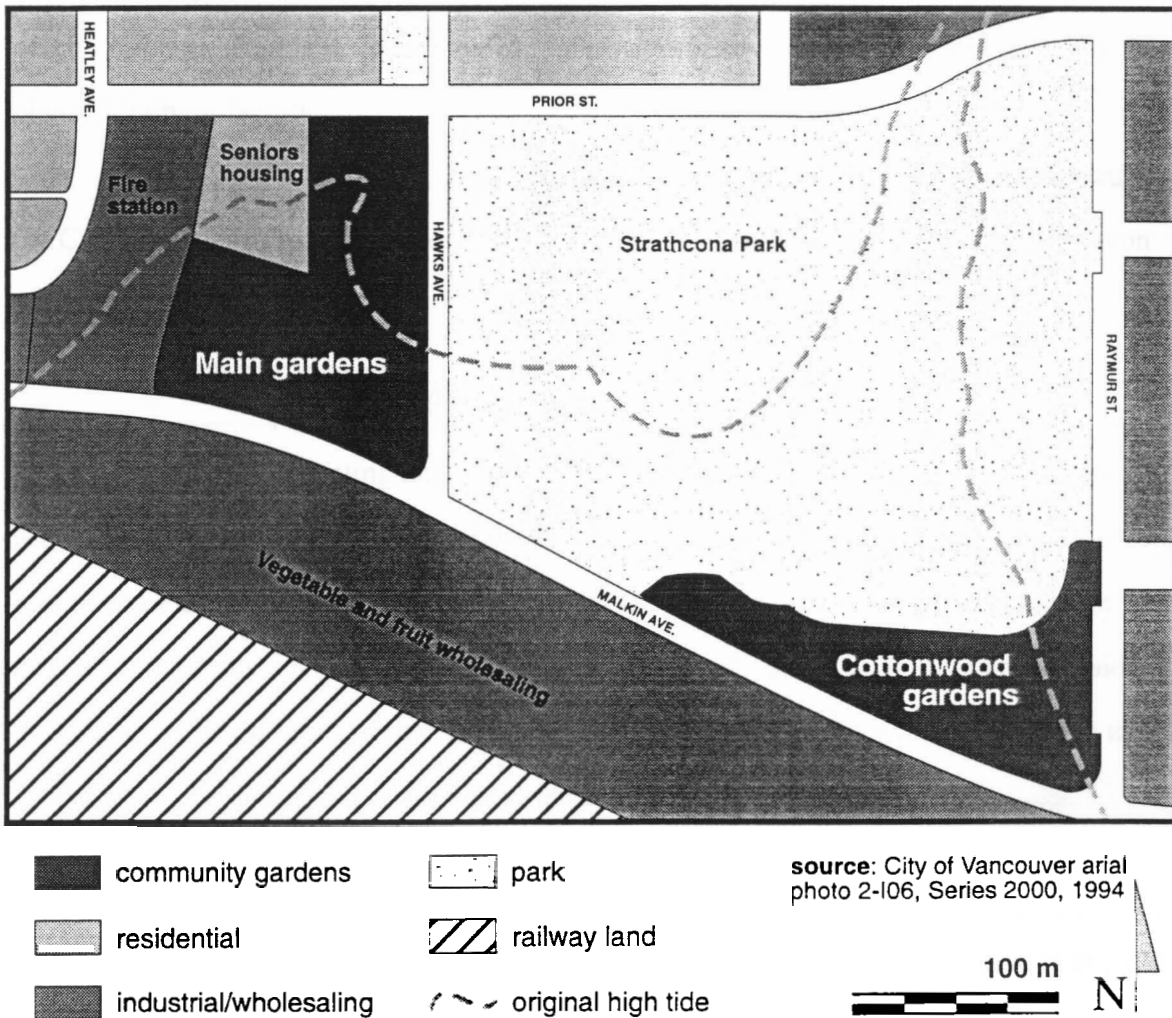 HEATLEY AVE.
PRIOR ST.
Seniors
housing
Fire
station
HAWKS AVE.
Strathcona Park
RAYMUR ST.
Main gardens
Vegetable and fruit wholesaling
MALKIN AVE.
Cottonwood
gardens
community gardens
residential
industrial/wholesaling
park
railway land
original high tide
source: City of Vancouver arial
photo 2-I06, Series 2000, 1994
100 m
N